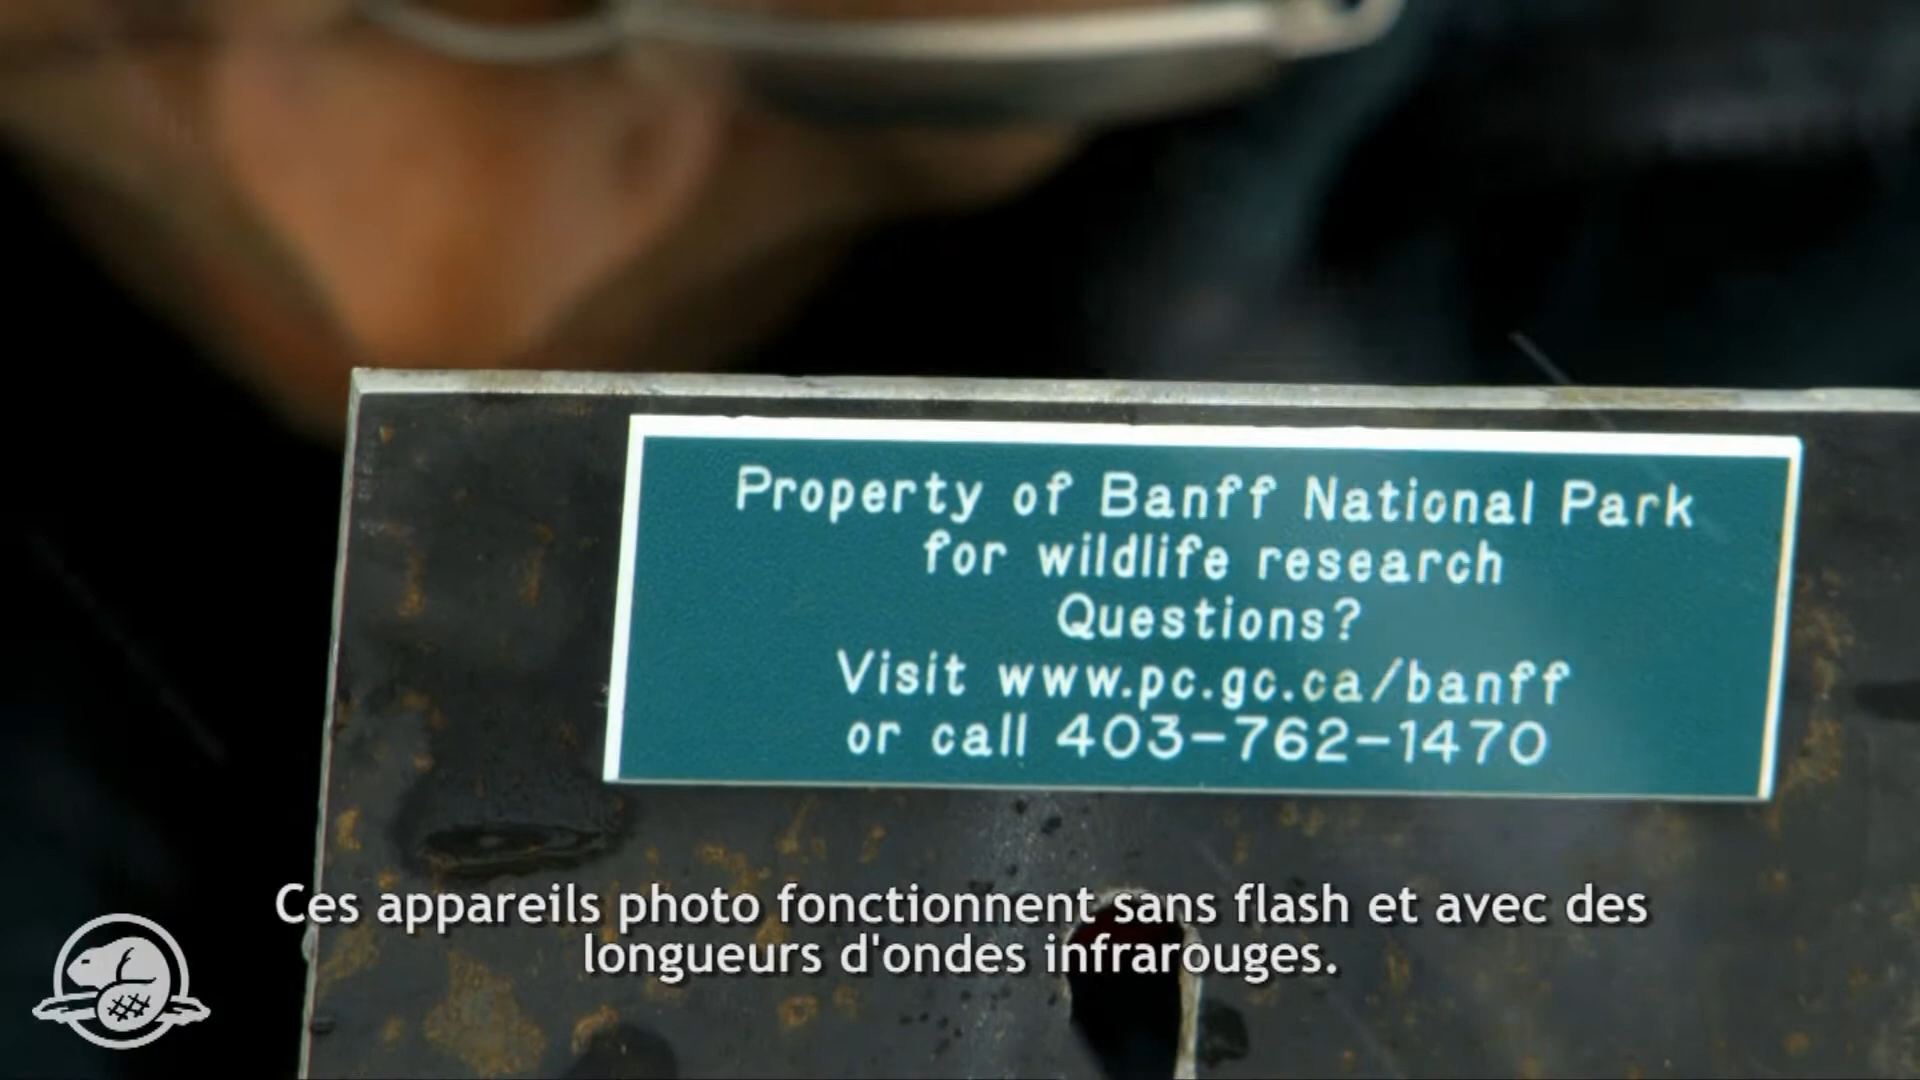 Property of Banff National Park
for wildlife research
Questions?
Visit www.pc.gc.ca/banff
or call 403-762-1470
Ces appareils photo fonctionnent sans flash et avec des
longueurs d'ondes infrarouges.